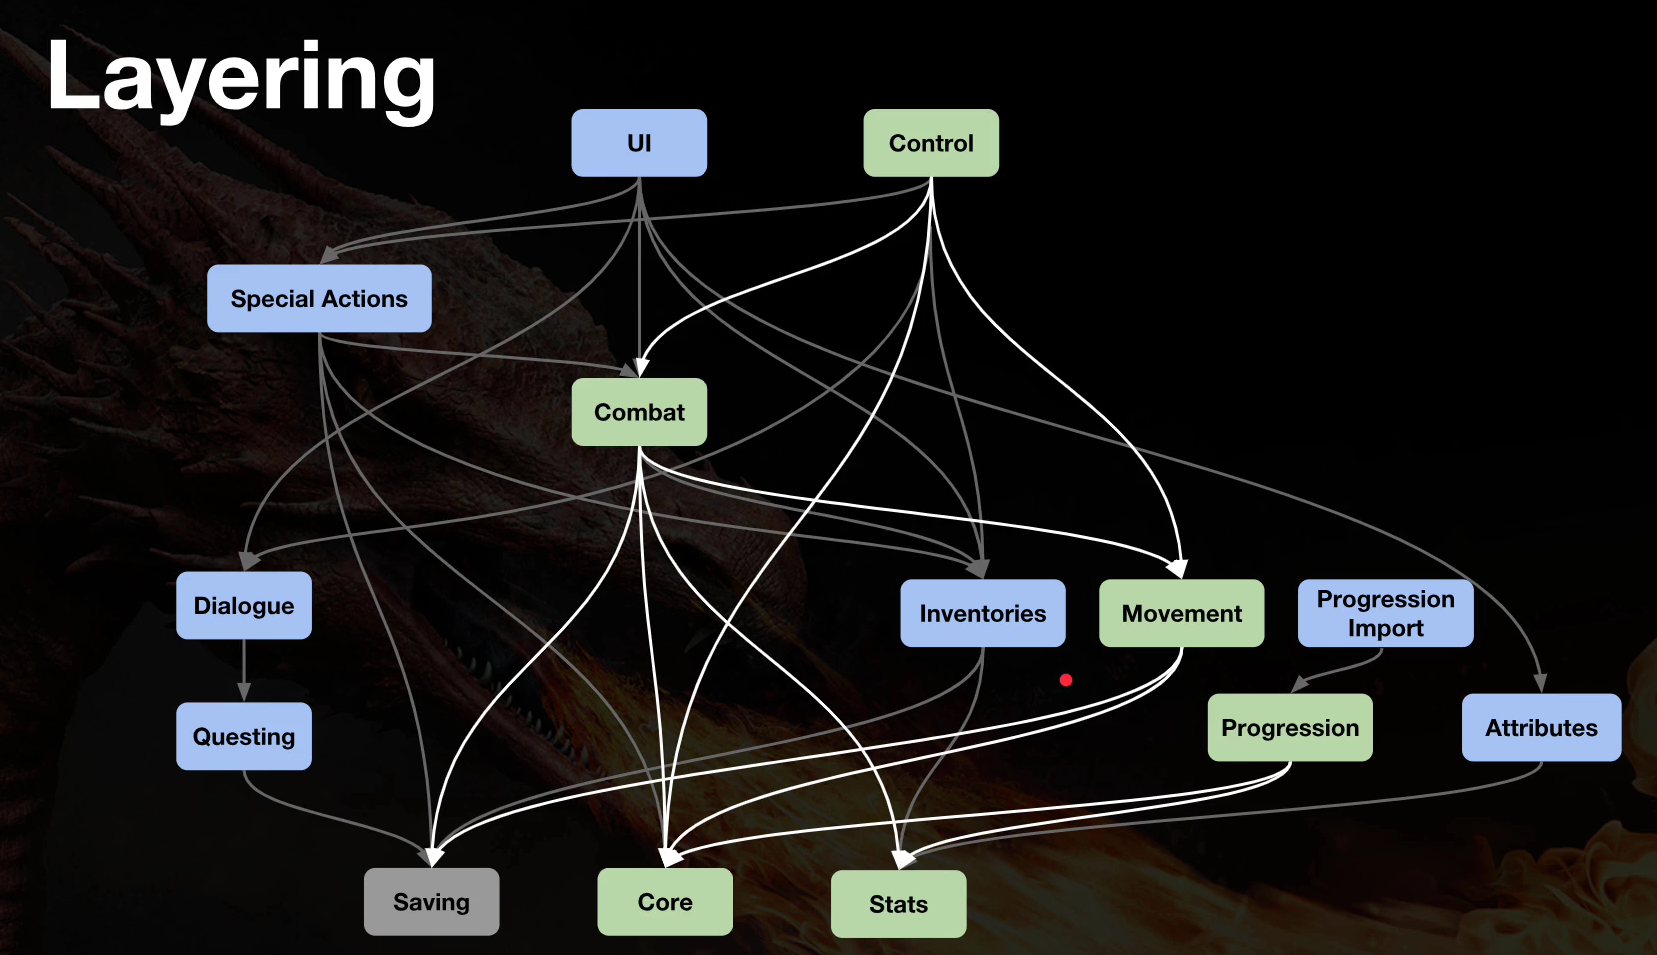 Layering
UI
Control
Special Actions
Combat
Dialogue
Inventories
Movement
Progression
Import
Questing
Progression
Attributes
Saving
Core
Stats